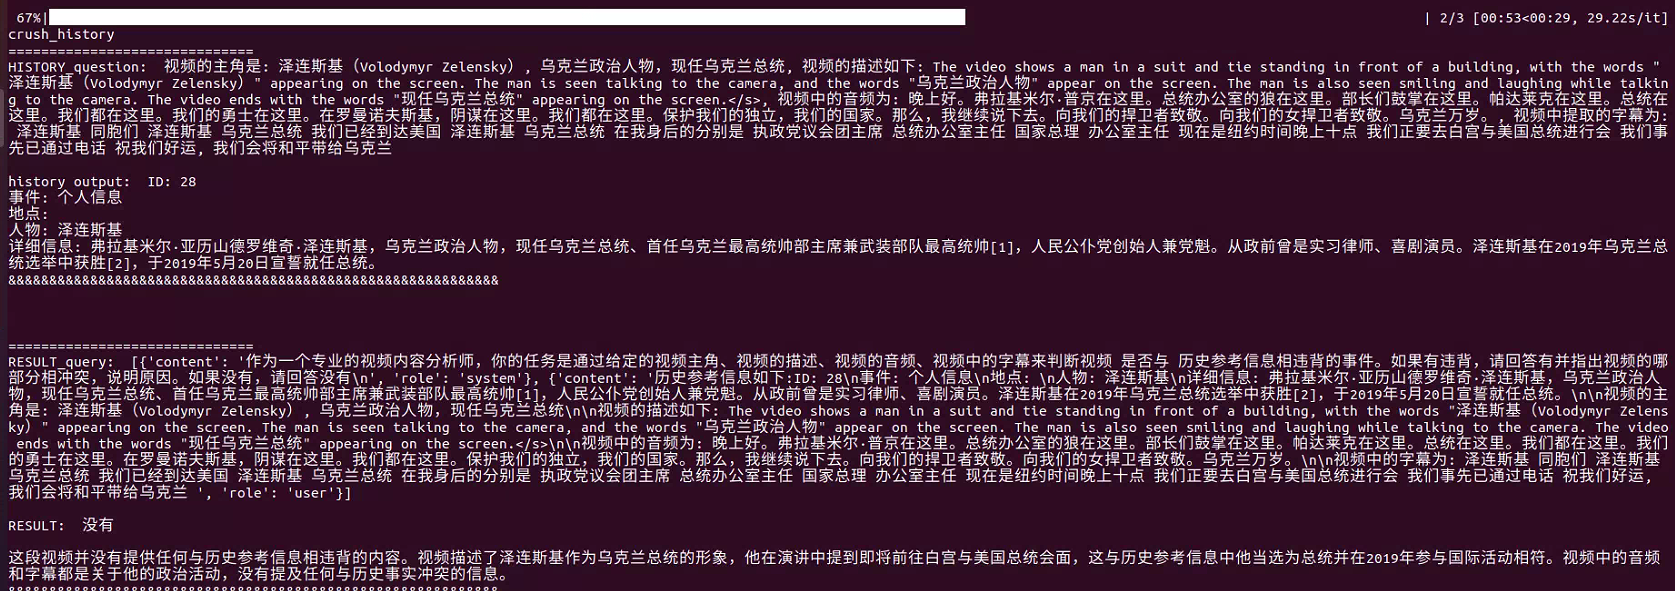 67%| | 2/3 [00:53<00:29, 29.22s/it]
crush_history
==============================
HISTORY_question:  视频的主角是: 泽连斯基（Volodymyr Zelensky）, 乌克兰政治人物，现任乌克兰总统, 视频的描述如下: The video shows a man in a suit and tie standing in front of a building, with the words "
泽连斯基（Volodymyr Zelensky）" appearing on the screen. The man is seen talking to the camera, and the words "乌克兰政治人物" appear on the screen. The man is also seen smiling and laughing while talkin
g to the camera. The video ends with the words "现任乌克兰总统" appearing on the screen.</s>, 视频中的音频为: 晚上好。弗拉基米尔·普京在这里。总统办公室的狼在这里。部长们鼓掌在这里。帕达莱克在这里。总统在
这里。我们都在这里。我们的勇士在这里。在罗曼诺夫斯基，阴谋在这里。我们都在这里。保护我们的独立，我们的国家。那么，我继续说下去。向我们的捍卫者致敬。向我们的女捍卫者致敬。乌克兰万岁。, 视频中提取的字幕为:
泽连斯基 同胞们 泽连斯基 乌克兰总统 我们已经到达美国 泽连斯基 乌克兰总统 在我身后的分别是 执政党议会团主席 总统办公室主任 国家总理 办公室主任 现在是纽约时间晚上十点 我们正要去白宫与美国总统进行会 我们事
先已通过电话 祝我们好运, 我们会将和平带给乌克兰
history output:  ID: 28
事件: 个人信息
地点:
人物: 泽连斯基
详细信息: 弗拉基米尔·亚历山德罗维奇·泽连斯基，乌克兰政治人物，现任乌克兰总统、首任乌克兰最高统帅部主席兼武装部队最高统帅[1]，人民公仆党创始人兼党魁。从政前曾是实习律师、喜剧演员。泽连斯基在2019年乌克兰总
统选举中获胜[2]，于2019年5月20日宣誓就任总统。
&&&&&&&&&&&&&&&&&&&&&&&&&&&&&&&&&&&&&&&&&&&&&&&&&&&&&&&&&&&&
==============================
RESULT_query:  [{'content': '作为一个专业的视频内容分析师，你的任务是通过给定的视频主角、视频的描述、视频的音频、视频中的字幕来判断视频 是否与 历史参考信息相违背的事件。如果有违背，请回答有并指出视频的哪
部分相冲突，说明原因。如果没有，请回答没有\n', 'role': 'system'}, {'content': '历史参考信息如下:ID: 28\n事件: 个人信息\n地点: \n人物: 泽连斯基\n详细信息: 弗拉基米尔·亚历山德罗维奇·泽连斯基，乌克兰政治人
物，现任乌克兰总统、首任乌克兰最高统帅部主席兼武装部队最高统帅[1]，人民公仆党创始人兼党魁。从政前曾是实习律师、喜剧演员。泽连斯基在2019年乌克兰总统选举中获胜[2]，于2019年5月20日宣誓就任总统。\n\n视频的主
角是: 泽连斯基（Volodymyr Zelensky）, 乌克兰政治人物，现任乌克兰总统\n\n视频的描述如下: The video shows a man in a suit and tie standing in front of a building, with the words "泽连斯基（Volodymyr Zelens
ky）" appearing on the screen. The man is seen talking to the camera, and the words "乌克兰政治人物" appear on the screen. The man is also seen smiling and laughing while talking to the camera. The video
ends with the words "现任乌克兰总统" appearing on the screen.</s>\n\n视频中的音频为: 晚上好。弗拉基米尔·普京在这里。总统办公室的狼在这里。部长们鼓掌在这里。帕达莱克在这里。总统在这里。我们都在这里。我们
的勇士在这里。在罗曼诺夫斯基，阴谋在这里。我们都在这里。保护我们的独立，我们的国家。那么，我继续说下去。向我们的捍卫者致敬。向我们的女捍卫者致敬。乌克兰万岁。\n\n视频中的字幕为: 泽连斯基 同胞们 泽连斯基
乌克兰总统 我们已经到达美国 泽连斯基 乌克兰总统 在我身后的分别是 执政党议会团主席 总统办公室主任 国家总理 办公室主任 现在是纽约时间晚上十点 我们正要去白宫与美国总统进行会 我们事先已通过电话 祝我们好运,
我们会将和平带给乌克兰 ', 'role': 'user'}]
RESULT:  没有
这段视频并没有提供任何与历史参考信息相违背的内容。视频描述了泽连斯基作为乌克兰总统的形象，他在演讲中提到即将前往白宫与美国总统会面，这与历史参考信息中他当选为总统并在2019年参与国际活动相符。视频中的音频
和字幕都是关于他的政治活动，没有提及任何与历史事实冲突的信息。
&&&&&&&&&&&&&&&&&&&&&&&&&&&&&&&&&&&&&&&&&&&&&&&&&&&&&&&&&&&&